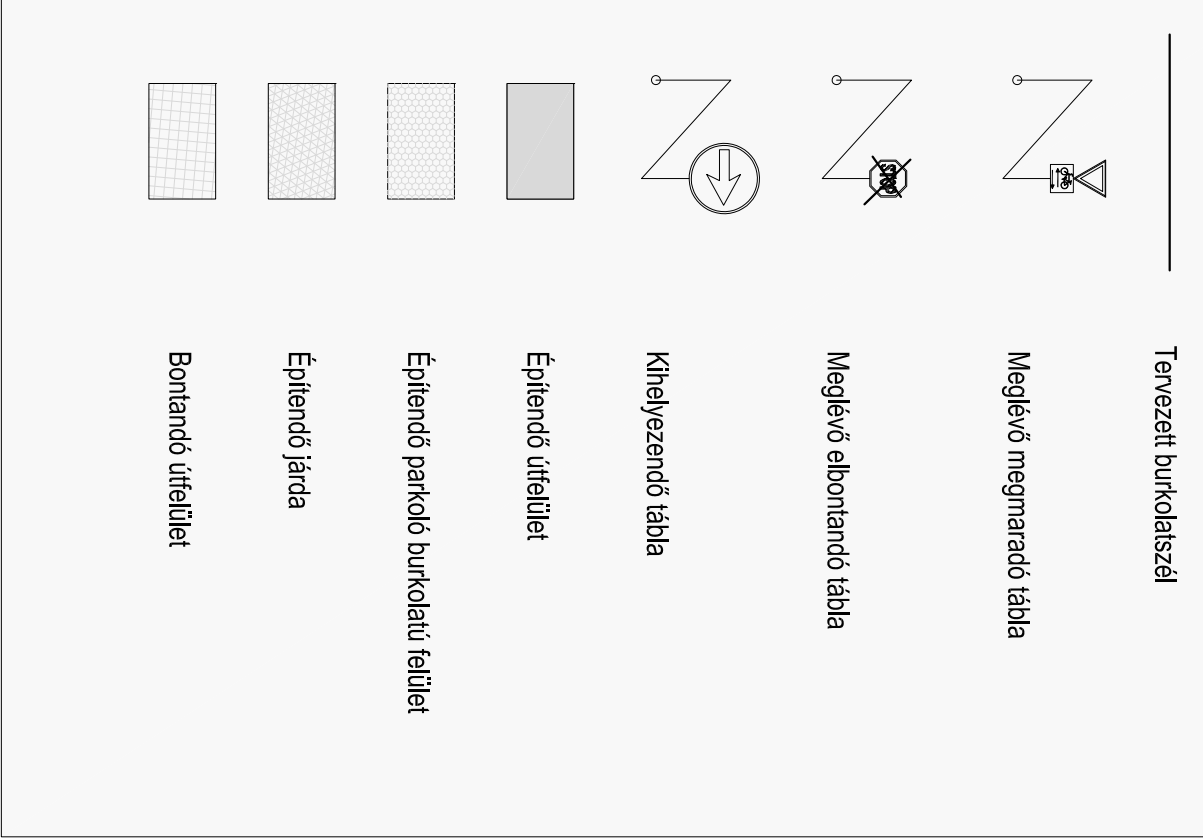 Tervezett burkolatszél
Meglévő megmaradó tábla
STOP
Meglévő elbontandó tábla
Kihelyezendő tábla
Építendő útfelület
Építendő parkoló burkolatú felület
Építendő járda
Bontandó útfelület